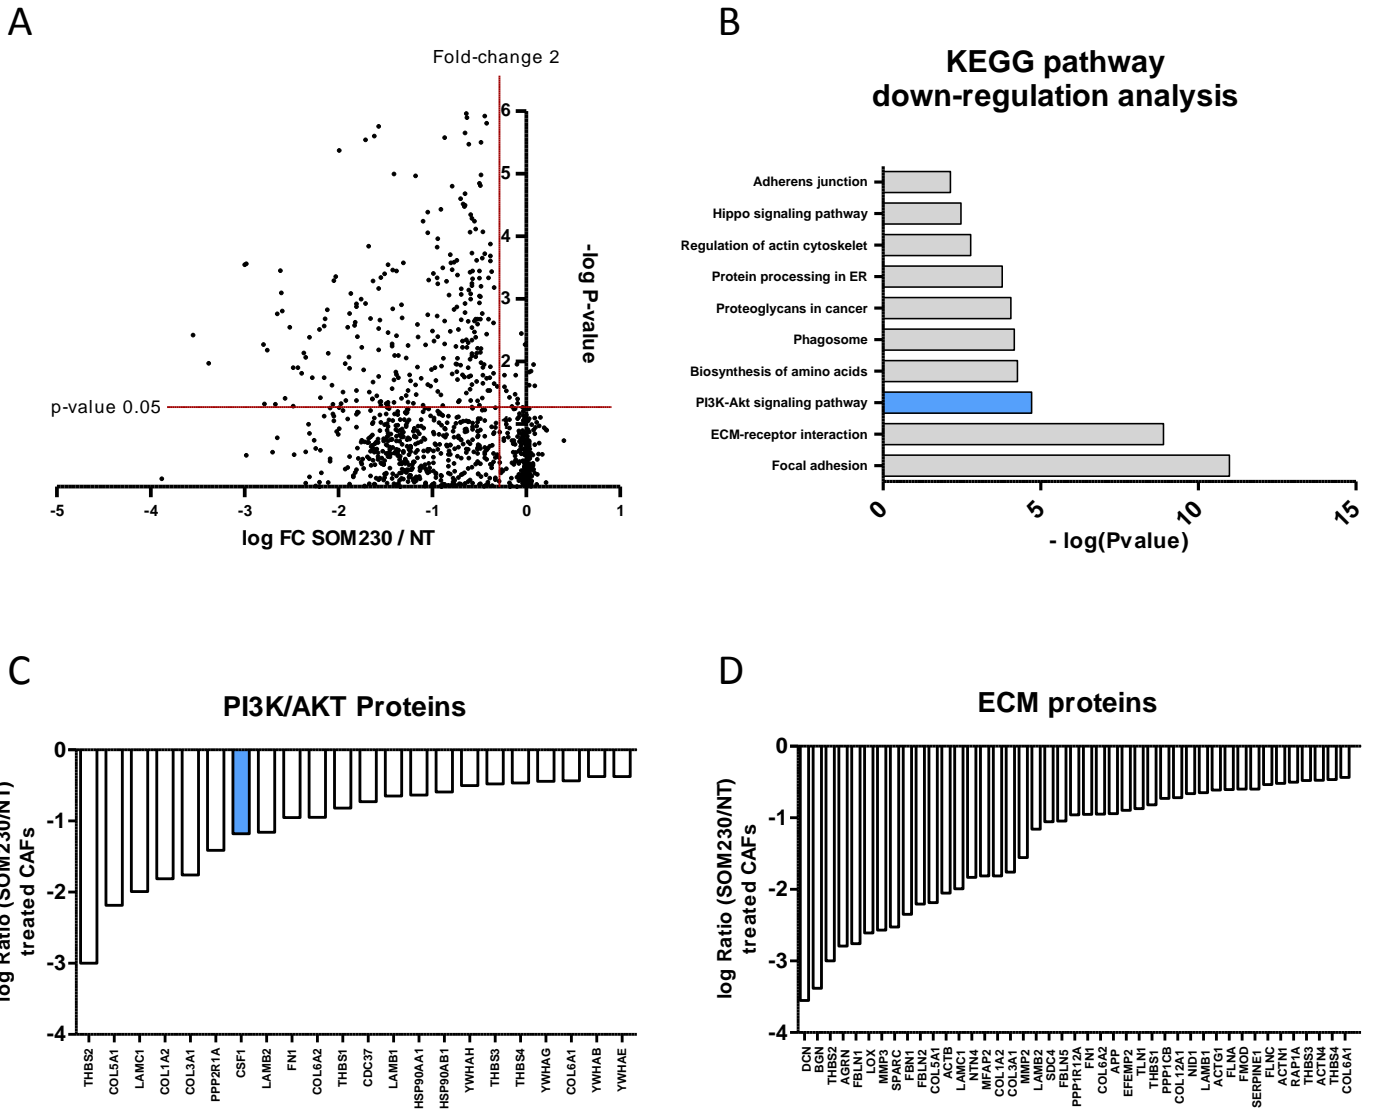 A
Fold-change 2
6
5
4
3
2
-log P-value
p-value 0.05
-5 -4 -3 -2 -1 0 1
log FC SOM230 / NT
B
KEGG pathway
down-regulation analysis
Adherens junction
Hippo signaling pathway
Regulation of actin cytoskelet
Protein processing in ER
Proteoglycans in cancer
Phagosome
Biosynthesis of amino acids
PI3K-Akt signaling pathway
ECM-receptor interaction
Focal adhesion
0 5 10 15
- log(Pvalue)
C
PI3K/AKT Proteins
0
-1
-2
-3
-4
log Ratio (SOM230/NT)
treated CAFs
THBS2
COL5A1
LAMC1
COL1A2
COL3A1
PPP2R1A
CSF1
LAMB2
FN1
COL6A2
THBS1
CDC37
LAMB1
HSP90AA1
HSP90AB1
YWHAH
THBS3
THBS4
YWHAG
COL6A1
YWHAB
YWHAE
D
ECM proteins
0
-1
-2
-3
-4
log Ratio (SOM230/NT)
treated CAFs
DCN
BGN
THBS2
AGRN
FBLN1
LOX
MMP3
SPARC
FBN1
FBLN2
COL5A1
ACTB
LAMC1
NTN4
MFAP2
COL1A2
COL3A1
MMP2
LAMB2
SDC4
FBLN5
PPP1R12A
FN1
COL6A2
APP
EFEMP2
TLN1
THBS1
PPP1CB
COL12A1
NID1
LAMB1
ACTG1
FLNA
FMOD
SERPINE1
FLNC
ACTN1
RAP1A
THBS3
ACTN4
THBS4
COL6A1